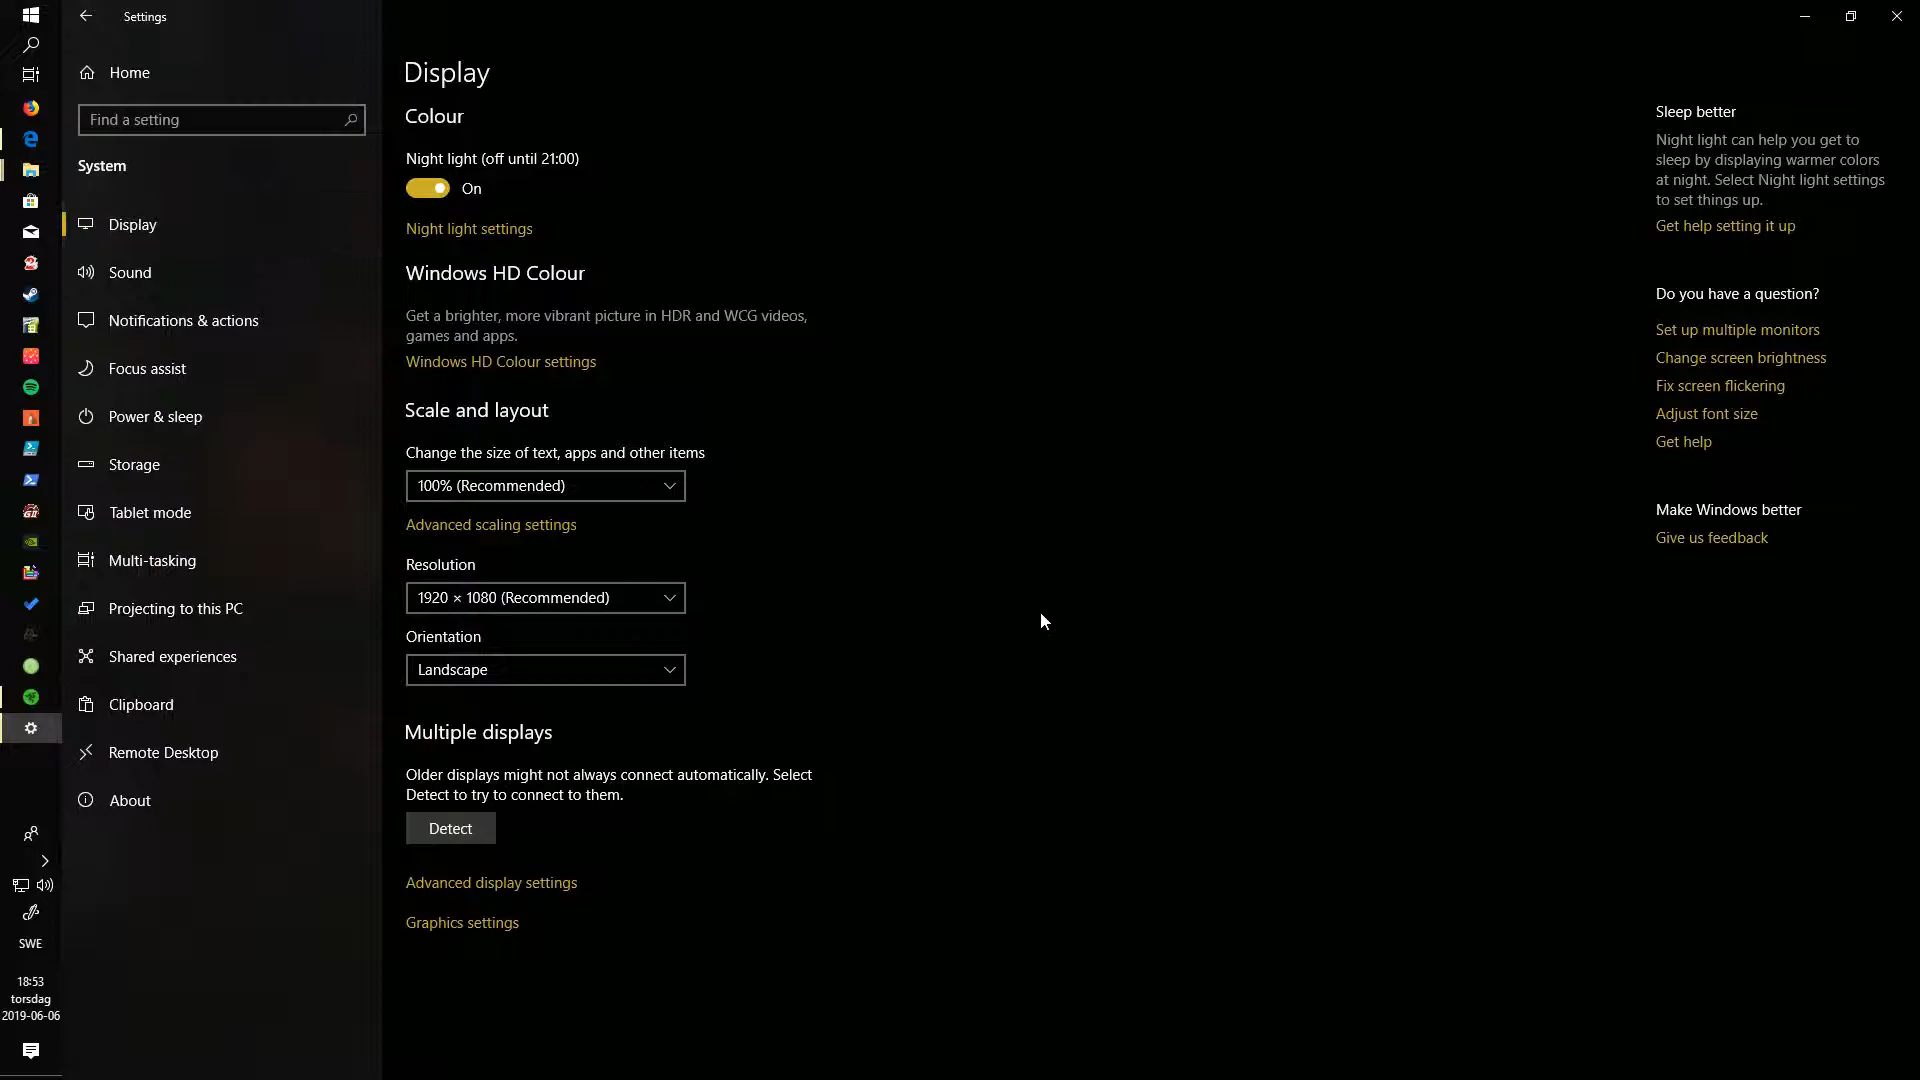 Settings
Home
Find a setting
System
Display
Sound
Notifications & actions
Focus assist
Power & sleep
Storage
Tablet mode
Multi-tasking
Projecting to this PC
Shared experiences
Clipboard
Remote Desktop
About
SWE
18:53
torsdag
2019-06-06
Display
Colour
Night light (off until 21:00)
On
Night light settings
Windows HD Colour
Get a brighter, more vibrant picture in HDR and WCG videos,
games and apps.
Windows HD Colour settings
Scale and layout
Change the size of text, apps and other items
100% (Recommended)
Advanced scaling settings
Resolution
1920 × 1080 (Recommended)
Orientation
Landscape
Multiple displays
Older displays might not always connect automatically. Select
Detect to try to connect to them.
Detect
Advanced display settings
Graphics settings
Sleep better
Night light can help you get to
sleep by displaying warmer colors
at night. Select Night light settings
to set things up.
Get help setting it up
Do you have a question?
Set up multiple monitors
Change screen brightness
Fix screen flickering
Adjust font size
Get help
Make Windows better
Give us feedback